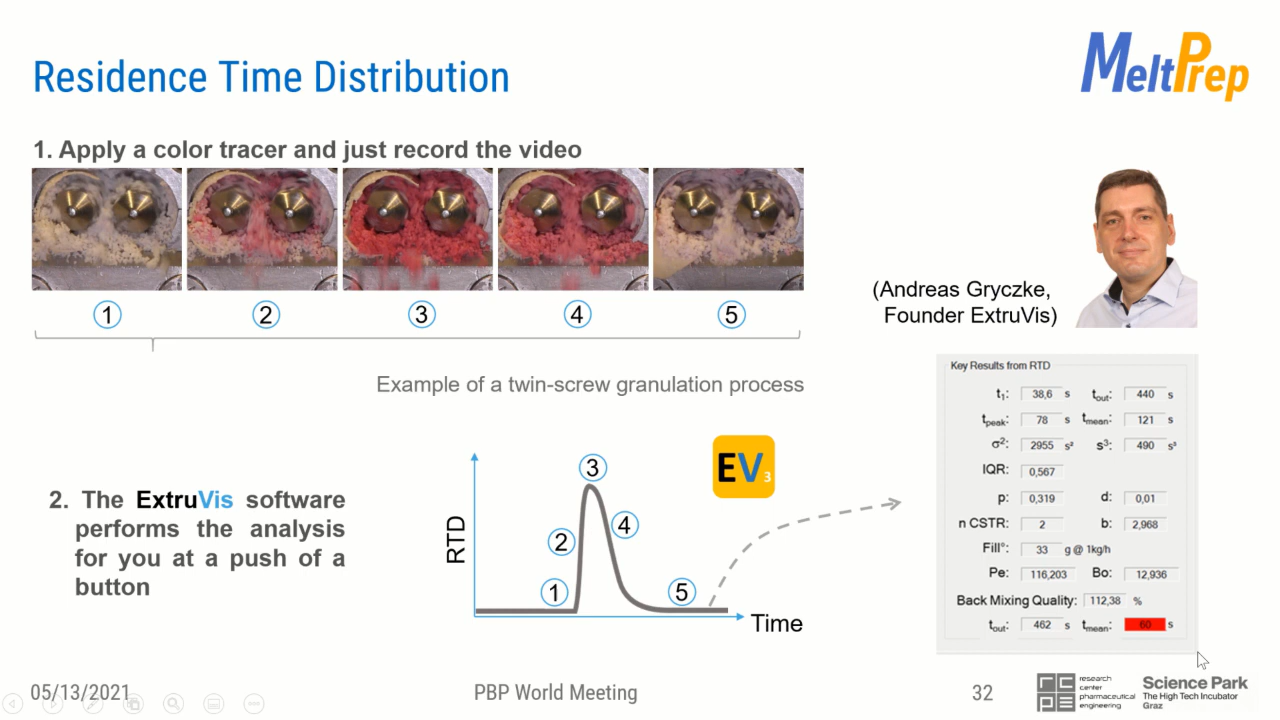 Residence Time Distribution
MeltPrep
1. Apply a color tracer and just record the video
1 2 3 4 5
(Andreas Gryczke,
Founder ExtruVis)
Example of a twin-screw granulation process
2. The ExtruVis software
performs the analysis
for you at a push of a
button
RTD
1
2
3
4
5
Time
EV3
Key Results from RTD
t1: 38,6 s tout: 440 s
tpeak: 78 s tmean: 121 s
σ2: 2955 s² s3: 490 s³
IQR: 0,567
p: 0,319 d: 0,01
n CSTR: 2 b: 2,968
Fill°: 33 g @ 1kg/h
Pe: 116,203 Bo: 12,936
Back Mixing Quality: 112,38 %
tout: 462 s tmean: 60 s
05/13/2021
PBP World Meeting
32
rcpe
research
center
pharmaceutical
engineering
Science Park
The High Tech Incubator
Graz